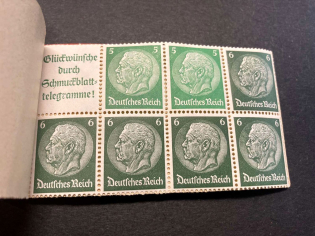 Glückwünsche
durch
Schmuckblatt-
telegramme!
5
Deutsches Reich
5
Deutsches Reich
6
Deutsches Reich
6
Deutsches Reich
6
Deutsches Reich
6
Deutsches Reich
6
Deutsches Reich